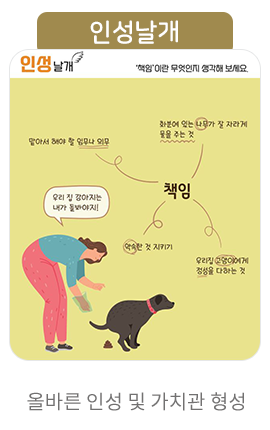 인성날개
인성날개
'책임'이란 무엇인지 생각해 보세요.
화분에 있는 나무가 잘 자라게
물을 주는 것
맡아서 해야 할 임무나 의무
책임
우리 집 강아지는
내가 돌봐야지!
약속한 것 지키기
우리집 고양이에게
정성을 다하는 것
올바른 인성 및 가치관 형성